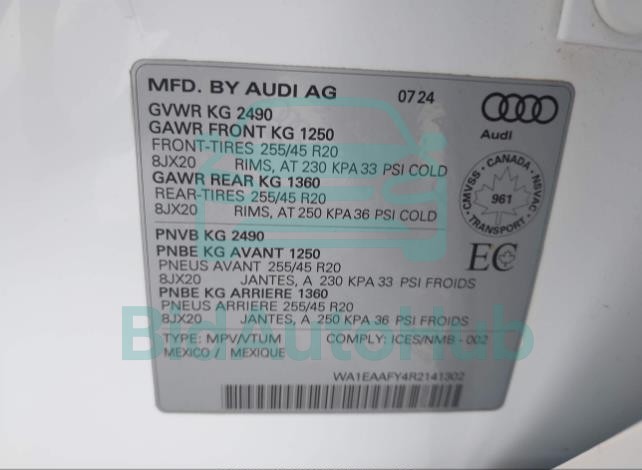 MFD. BY AUDI AG 07 24
Audi
GVWR KG 2490
GAWR FRONT KG 1250
FRONT-TIRES 255/45 R20
8JX20 RIMS, AT 230 KPA 33 PSI COLD
GAWR REAR KG 1360
REAR-TIRES 255/45 R20
8JX20 RIMS, AT 250 KPA 36 PSI COLD
CMVSS - CANADA - NSVAC
961
TRANSPORT
PNVB KG 2490
PNBE KG AVANT 1250
PNEUS AVANT 255/45 R20
8JX20 JANTES, A 230 KPA 33 PSI FROIDS
PNBE KG ARRIERE 1360
PNEUS ARRIERE 255/45 R20
8JX20 JANTES, A 250 KPA 36 PSI FROIDS
EC
TYPE: MPV/VTUM COMPLY: ICES/NMB - 002
MEXICO / MEXIQUE
WA1EAAFY4R2141302
Bid AutoHub